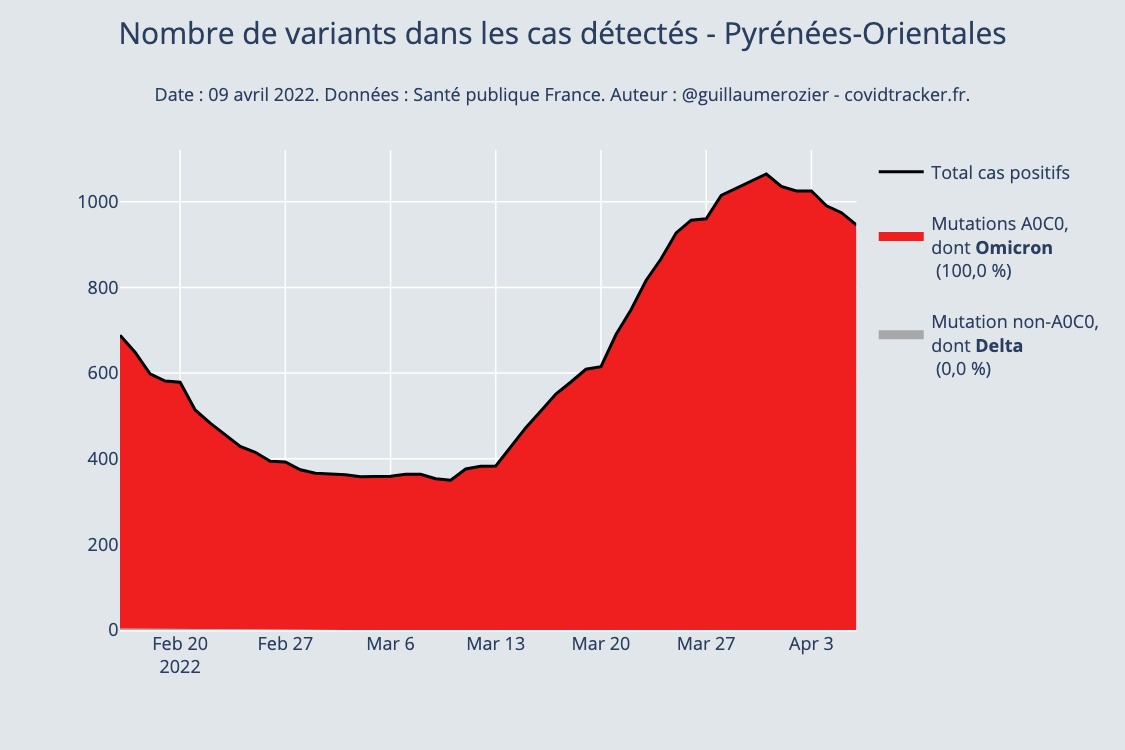 Nombre de variants dans les cas détectés - Pyrénées-Orientales
Date : 09 avril 2022. Données : Santé publique France. Auteur : @guillaumerozier - covidtracker.fr.
1000
800
600
400
200
0
Feb 20
2022
Feb 27
Mar 6
Mar 13
Mar 20
Mar 27
Apr 3
Total cas positifs
Mutations A0C0,
dont Omicron
(100,0 %)
Mutation non-A0C0,
dont Delta
(0,0 %)